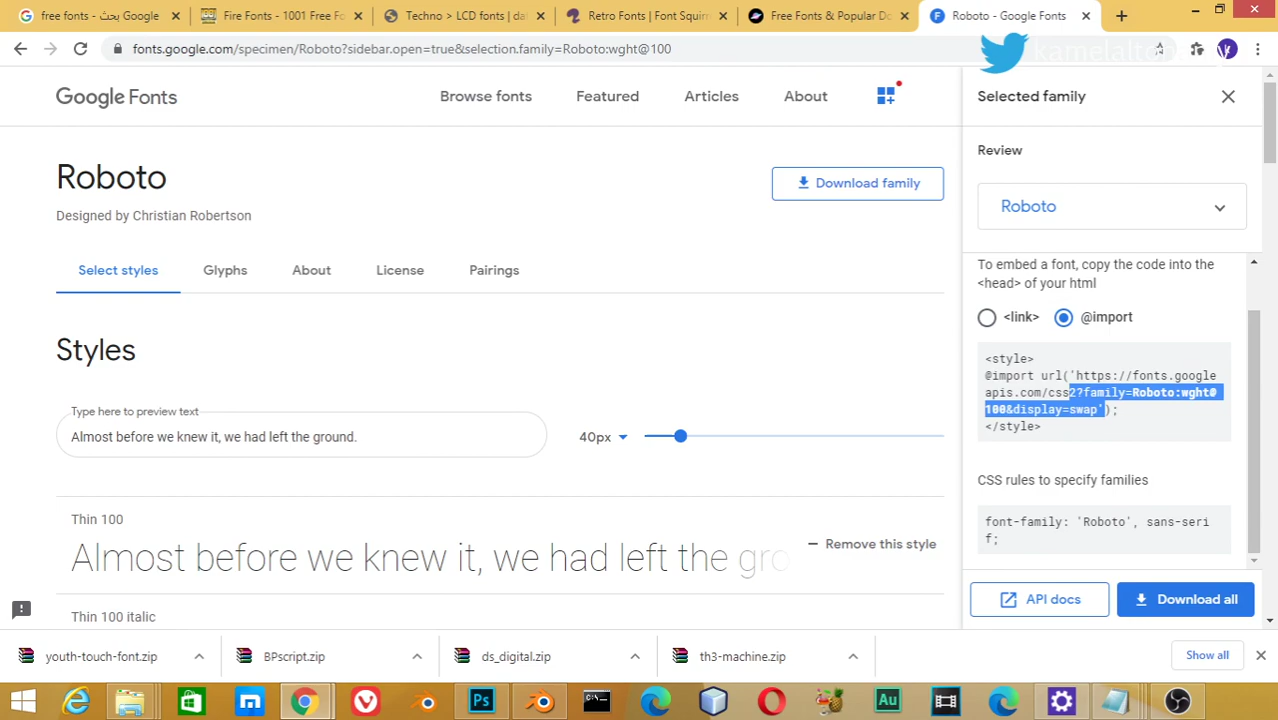 free fonts - بحث Google
Fire Fonts - 1001 Free Fo
Techno > LCD fonts | da
Retro Fonts | Font Squirr
Free Fonts & Popular Do
Roboto - Google Fonts
fonts.google.com/specimen/Roboto?sidebar.open=true&selection.family=Roboto:wght@100
Google Fonts
Browse fonts
Featured
Articles
About
Selected family
Review
Roboto
Designed by Christian Robertson
Download family
Roboto
Select styles
Glyphs
About
License
Pairings
To embed a font, copy the code into the
<head> of your html
<link>
@import
<style>
@import url('https://fonts.google
apis.com/css2?family=Roboto:wght@
100&display=swap');
</style>
Styles
Type here to preview text
Almost before we knew it, we had left the ground.
40px
CSS rules to specify families
font-family: 'Roboto', sans-seri
f;
Thin 100
Almost before we knew it, we had left the gro
Remove this style
Thin 100 italic
API docs
Download all
youth-touch-font.zip
BPscript.zip
ds_digital.zip
th3-machine.zip
Show all
Ps
Au